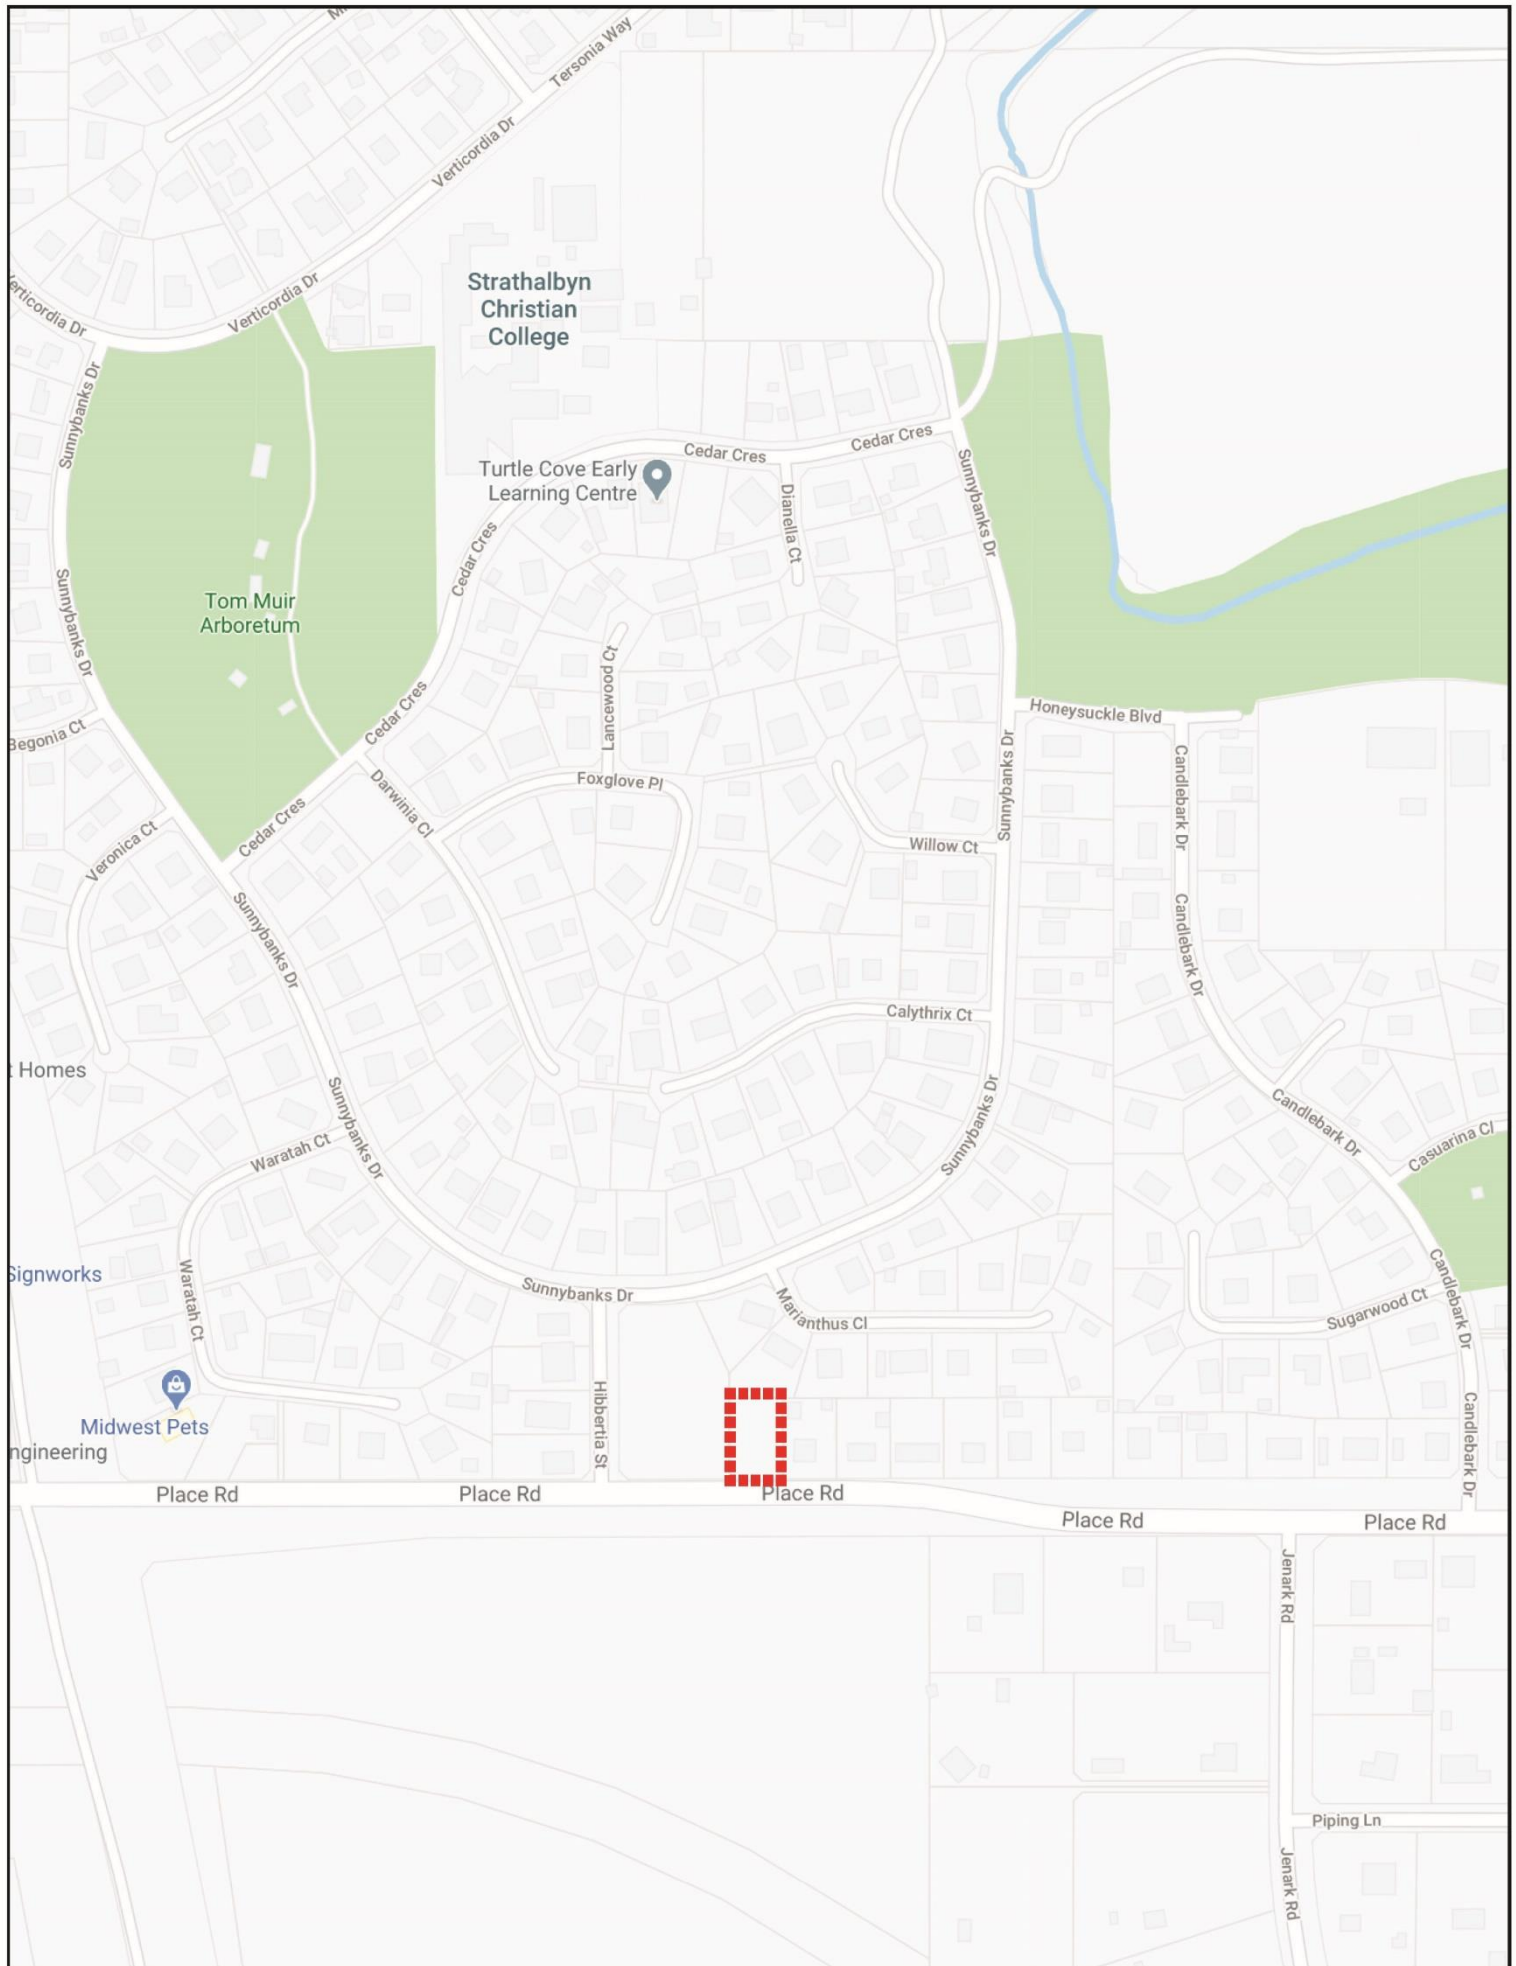 Tersonia Way
Verticordia Dr
Verticordia Dr
Verticordia Dr
Strathalbyn
Christian
College
Sunnybanks Dr
Cedar Cres
Cedar Cres
Turtle Cove Early
Learning Centre
Dianella Ct
Sunnybanks Dr
Cedar Cres
Sunnybanks Dr
Tom Muir
Arboretum
Lancewood Ct
Cedar Cres
Honeysuckle Blvd
Begonia Ct
Sunnybanks Dr
Candlebark Dr
Darwinia Cl
Foxglove Pl
Cedar Cres
Veronica Ct
Willow Ct
Sunnybanks Dr
Candlebark Dr
Calythrix Ct
t Homes
Sunnybanks Dr
Sunnybanks Dr
Candlebark Dr
Casuarina Cl
Waratah Ct
Signworks
Waratah Ct
Sunnybanks Dr
Marianthus Cl
Candlebark Dr
Sugarwood Ct
Hibbertia St
Candlebark Dr
Midwest Pets
ngineering
Place Rd
Place Rd
Place Rd
Place Rd
Place Rd
Jenark Rd
Piping Ln
Jenark Rd